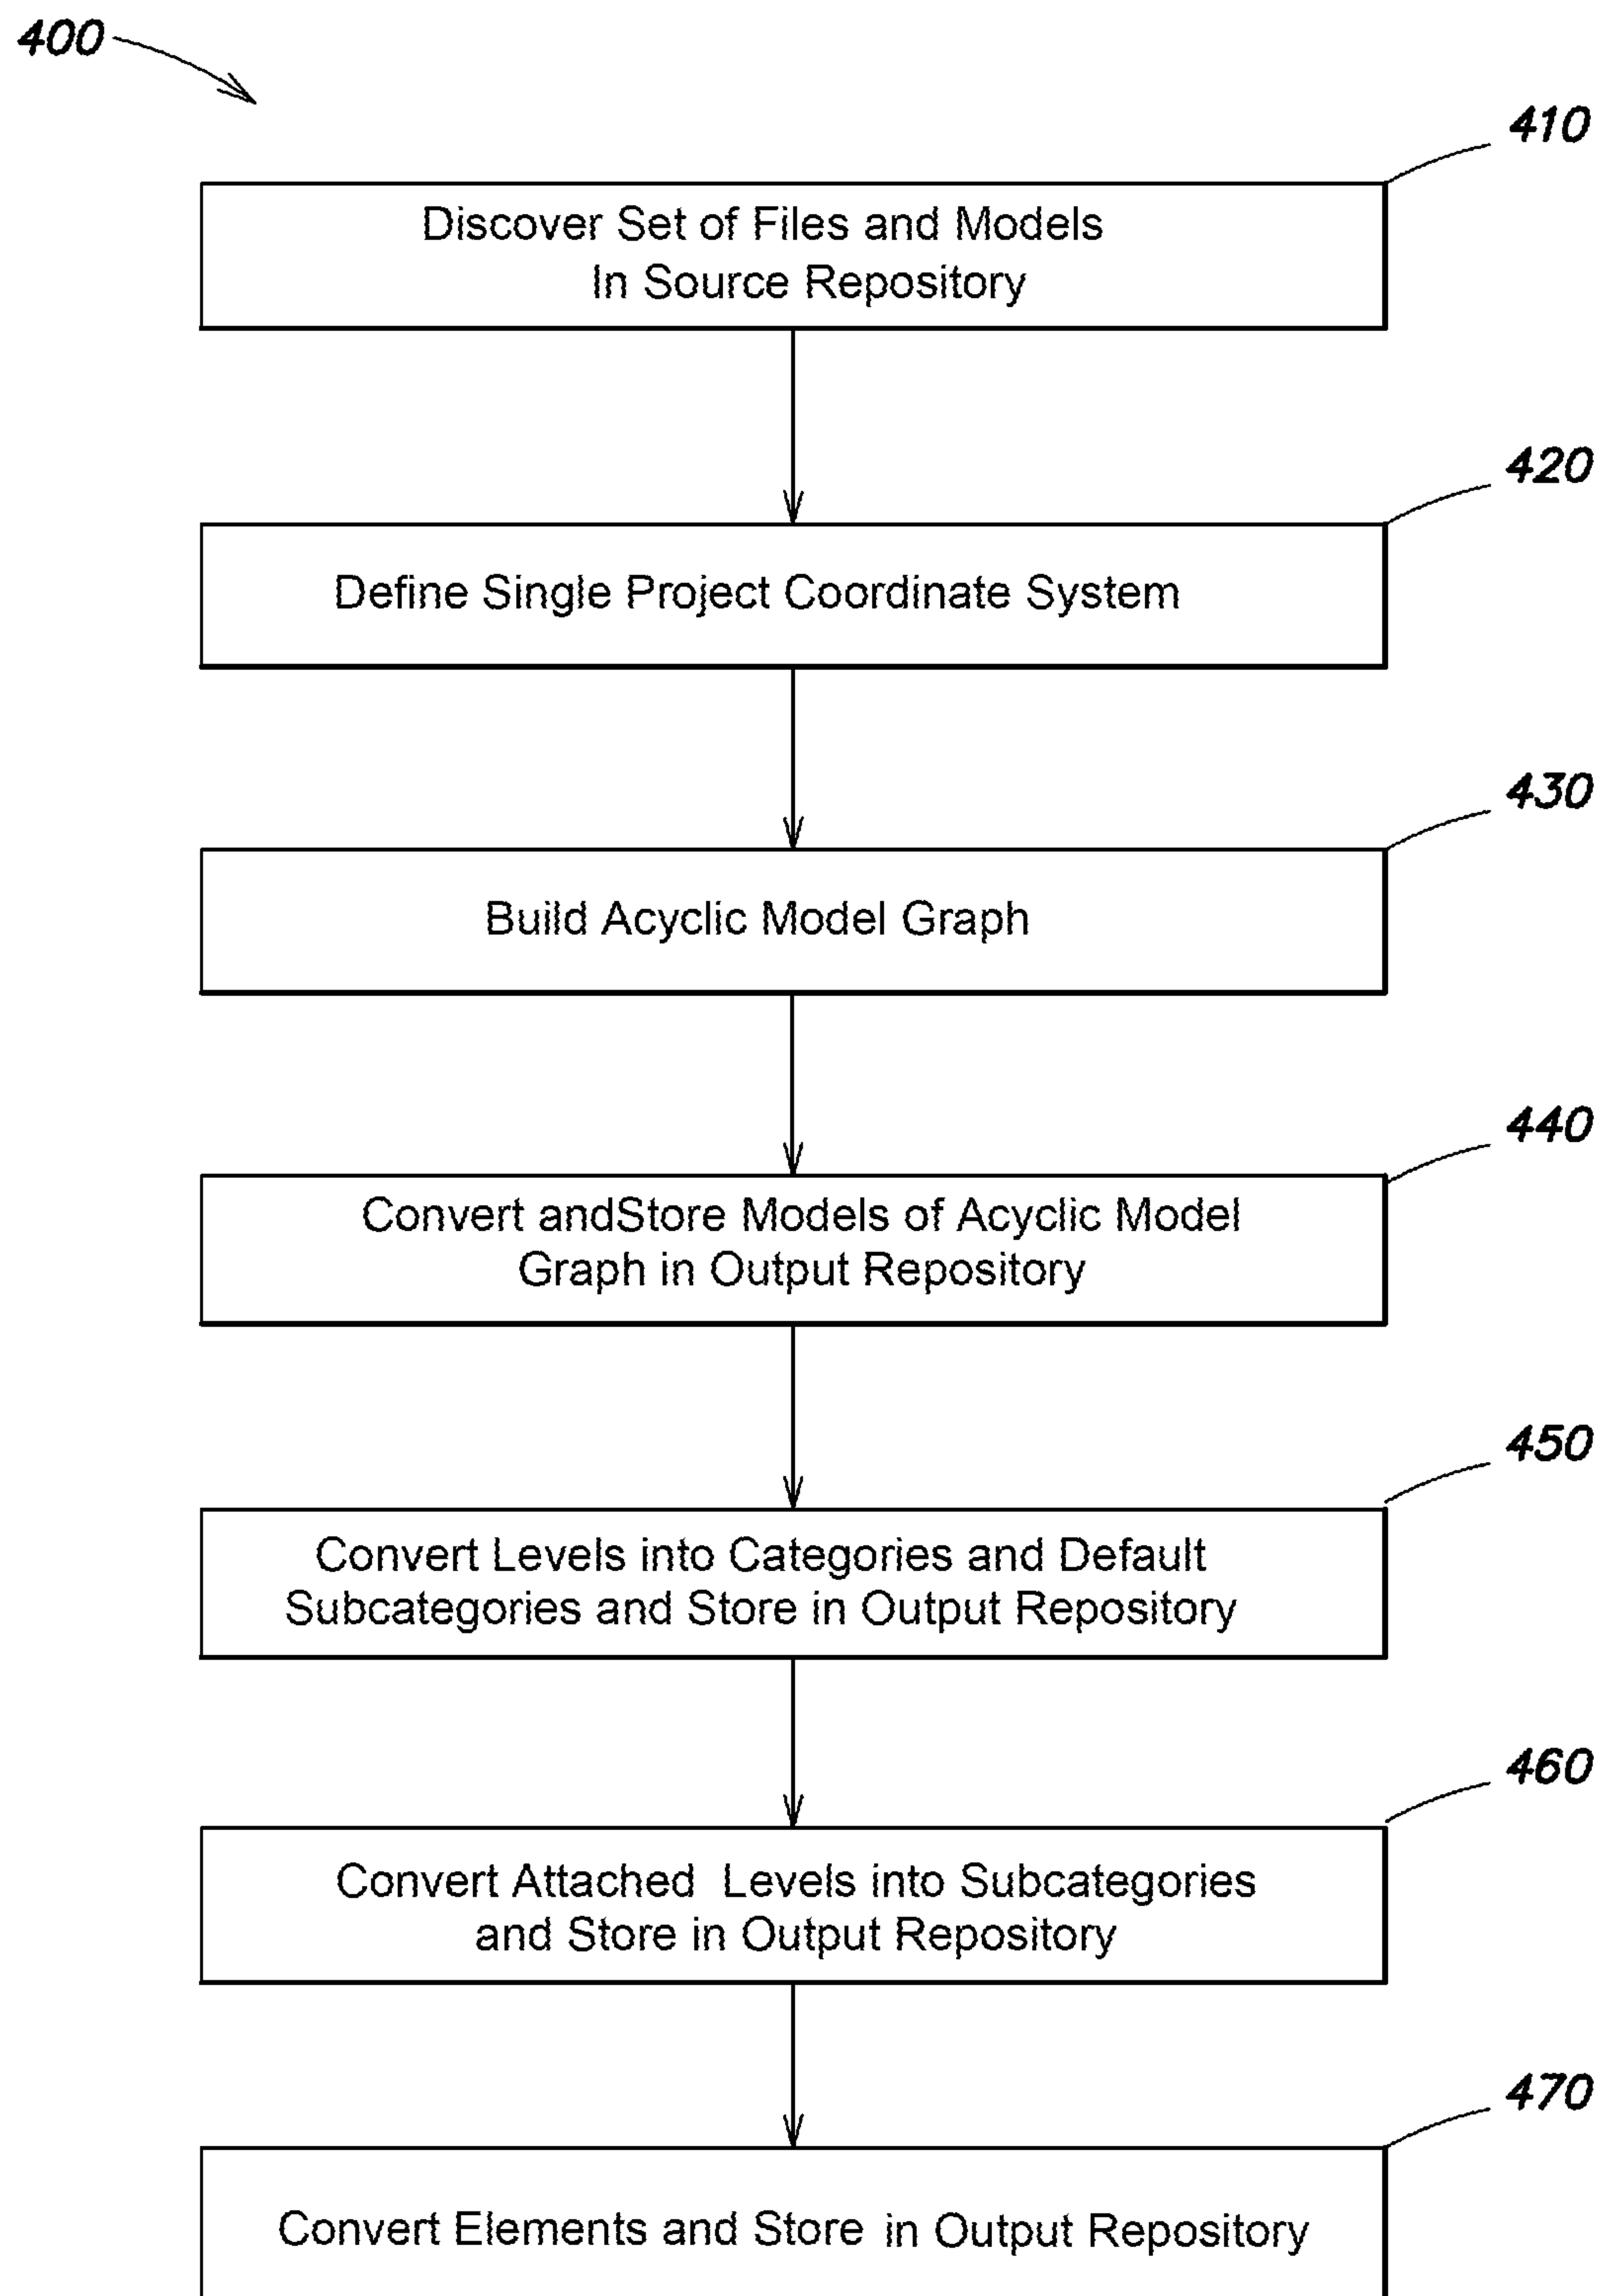 400
410
Discover Set of Files and Models
In Source Repository
420
Define Single Project Coordinate System
430
Build Acyclic Model Graph
440
Convert andStore Models of Acyclic Model
Graph in Output Repository
450
Convert Levels into Categories and Default
Subcategories and Store in Output Repository
460
Convert Attached Levels into Subcategories
and Store in Output Repository
470
Convert Elements and Store in Output Repository